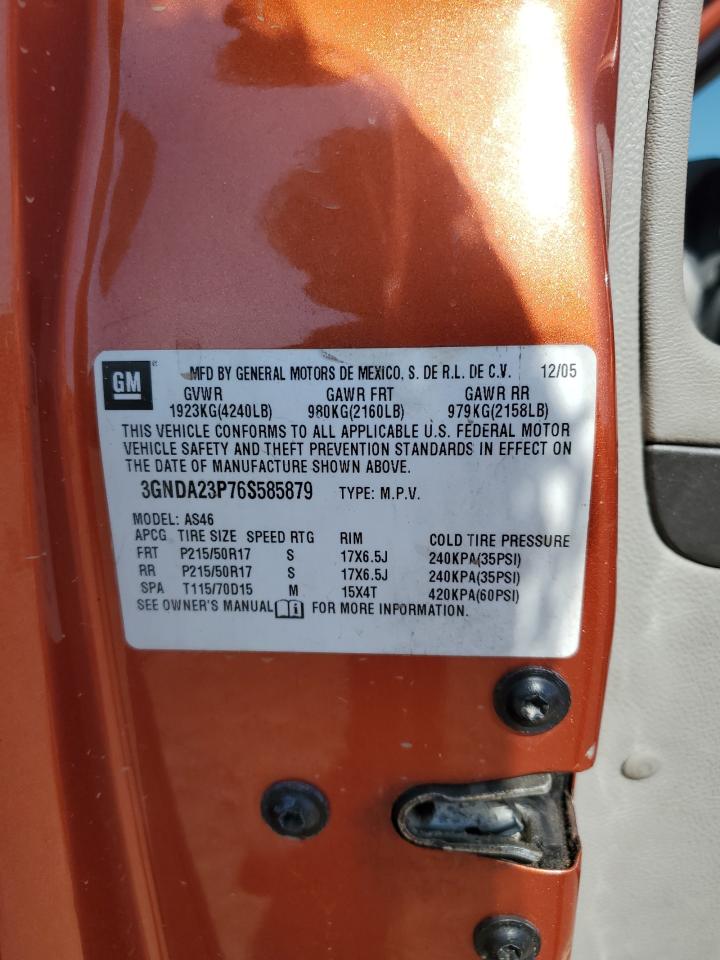 GM ® MFD BY GENERAL MOTORS DE MEXICO, S. DE R.L. DE C.V. 12/05
GVWR GAWR FRT GAWR RR
1923KG(4240LB) 980KG(2160LB) 979KG(2158LB)
THIS VEHICLE CONFORMS TO ALL APPLICABLE U.S. FEDERAL MOTOR
VEHICLE SAFETY AND THEFT PREVENTION STANDARDS IN EFFECT ON
THE DATE OF MANUFACTURE SHOWN ABOVE.
3GNDA23P76S585879 TYPE: M.P.V.
MODEL: AS46
APCG TIRE SIZE SPEED RTG RIM COLD TIRE PRESSURE
FRT P215/50R17 S 17X6.5J 240KPA(35PSI)
RR P215/50R17 S 17X6.5J 240KPA(35PSI)
SPA T115/70D15 M 15X4T 420KPA(60PSI)
SEE OWNER'S MANUAL i FOR MORE INFORMATION.